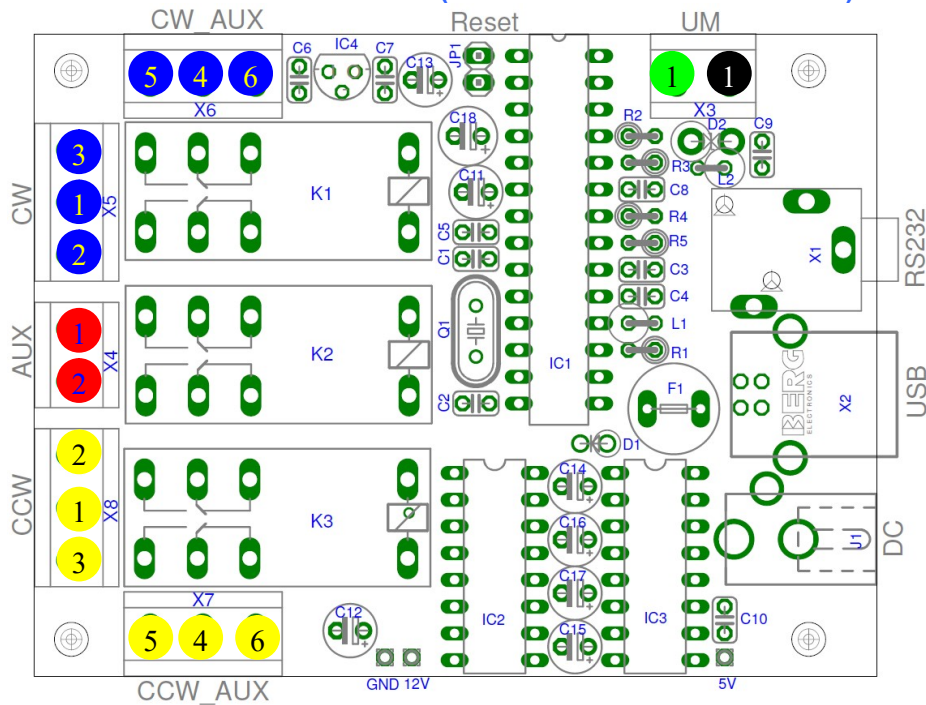 CW_AUX
Reset
UM
5 4 6
X6
C6
IC4
C7
C13
JP1
1 1
X3
C18
R2
D2
C9
CW
3
1
2
X5
K1
C11
R3
L2
C8
C5
R4
C1
R5
X1
RS232
C3
C4
AUX
1
2
X4
K2
Q1
L1
IC1
R1
C2
F1
BERG
ELECTRONICS
X2
USB
D1
CCW
2
1
3
X8
K3
C14
C16
C17
C15
J1
DC
X7
5 4 6
C12
IC2
IC3
C10
GND 12V
5V
CCW_AUX